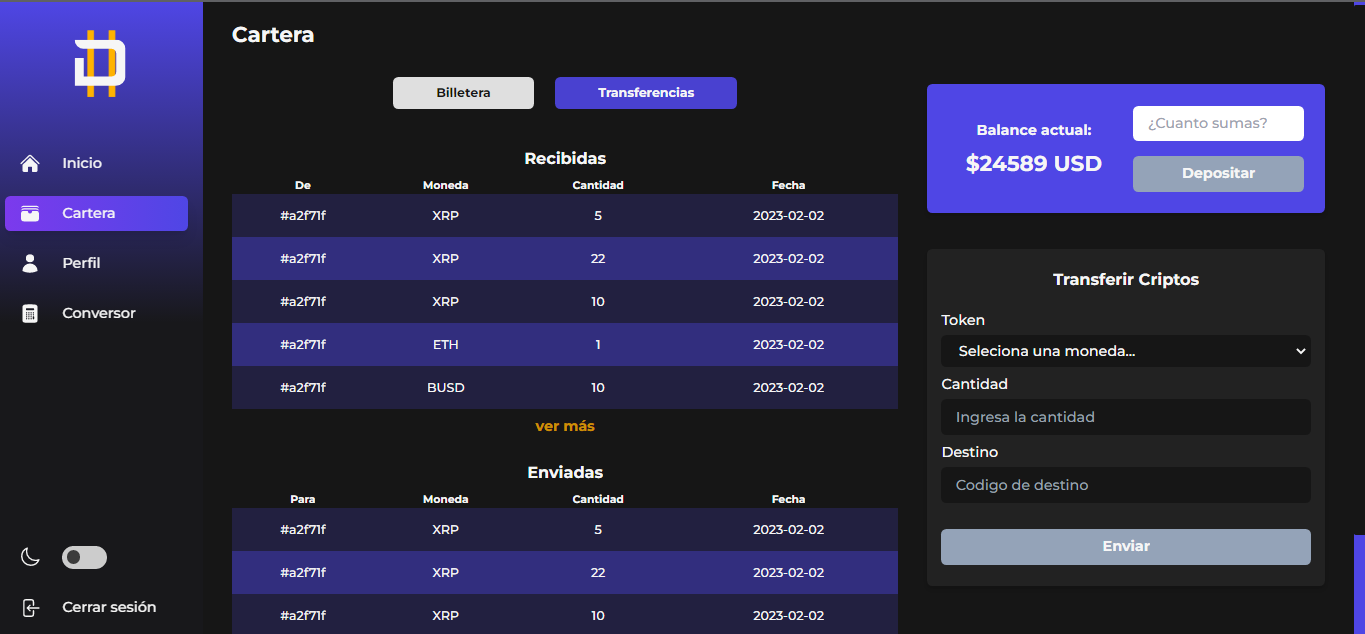 Inicio
Cartera
Perfil
Conversor
Cerrar sesión
Cartera
Billetera
Transferencias
Recibidas
De Moneda Cantidad Fecha
#a2f71f XRP 5 2023-02-02
#a2f71f XRP 22 2023-02-02
#a2f71f XRP 10 2023-02-02
#a2f71f ETH 1 2023-02-02
#a2f71f BUSD 10 2023-02-02
ver más
Enviadas
Para Moneda Cantidad Fecha
#a2f71f XRP 5 2023-02-02
#a2f71f XRP 22 2023-02-02
#a2f71f XRP 10 2023-02-02
Balance actual:
$24589 USD
¿Cuanto sumas?
Depositar
Transferir Criptos
Token
Seleciona una moneda...
Cantidad
Ingresa la cantidad
Destino
Codigo de destino
Enviar